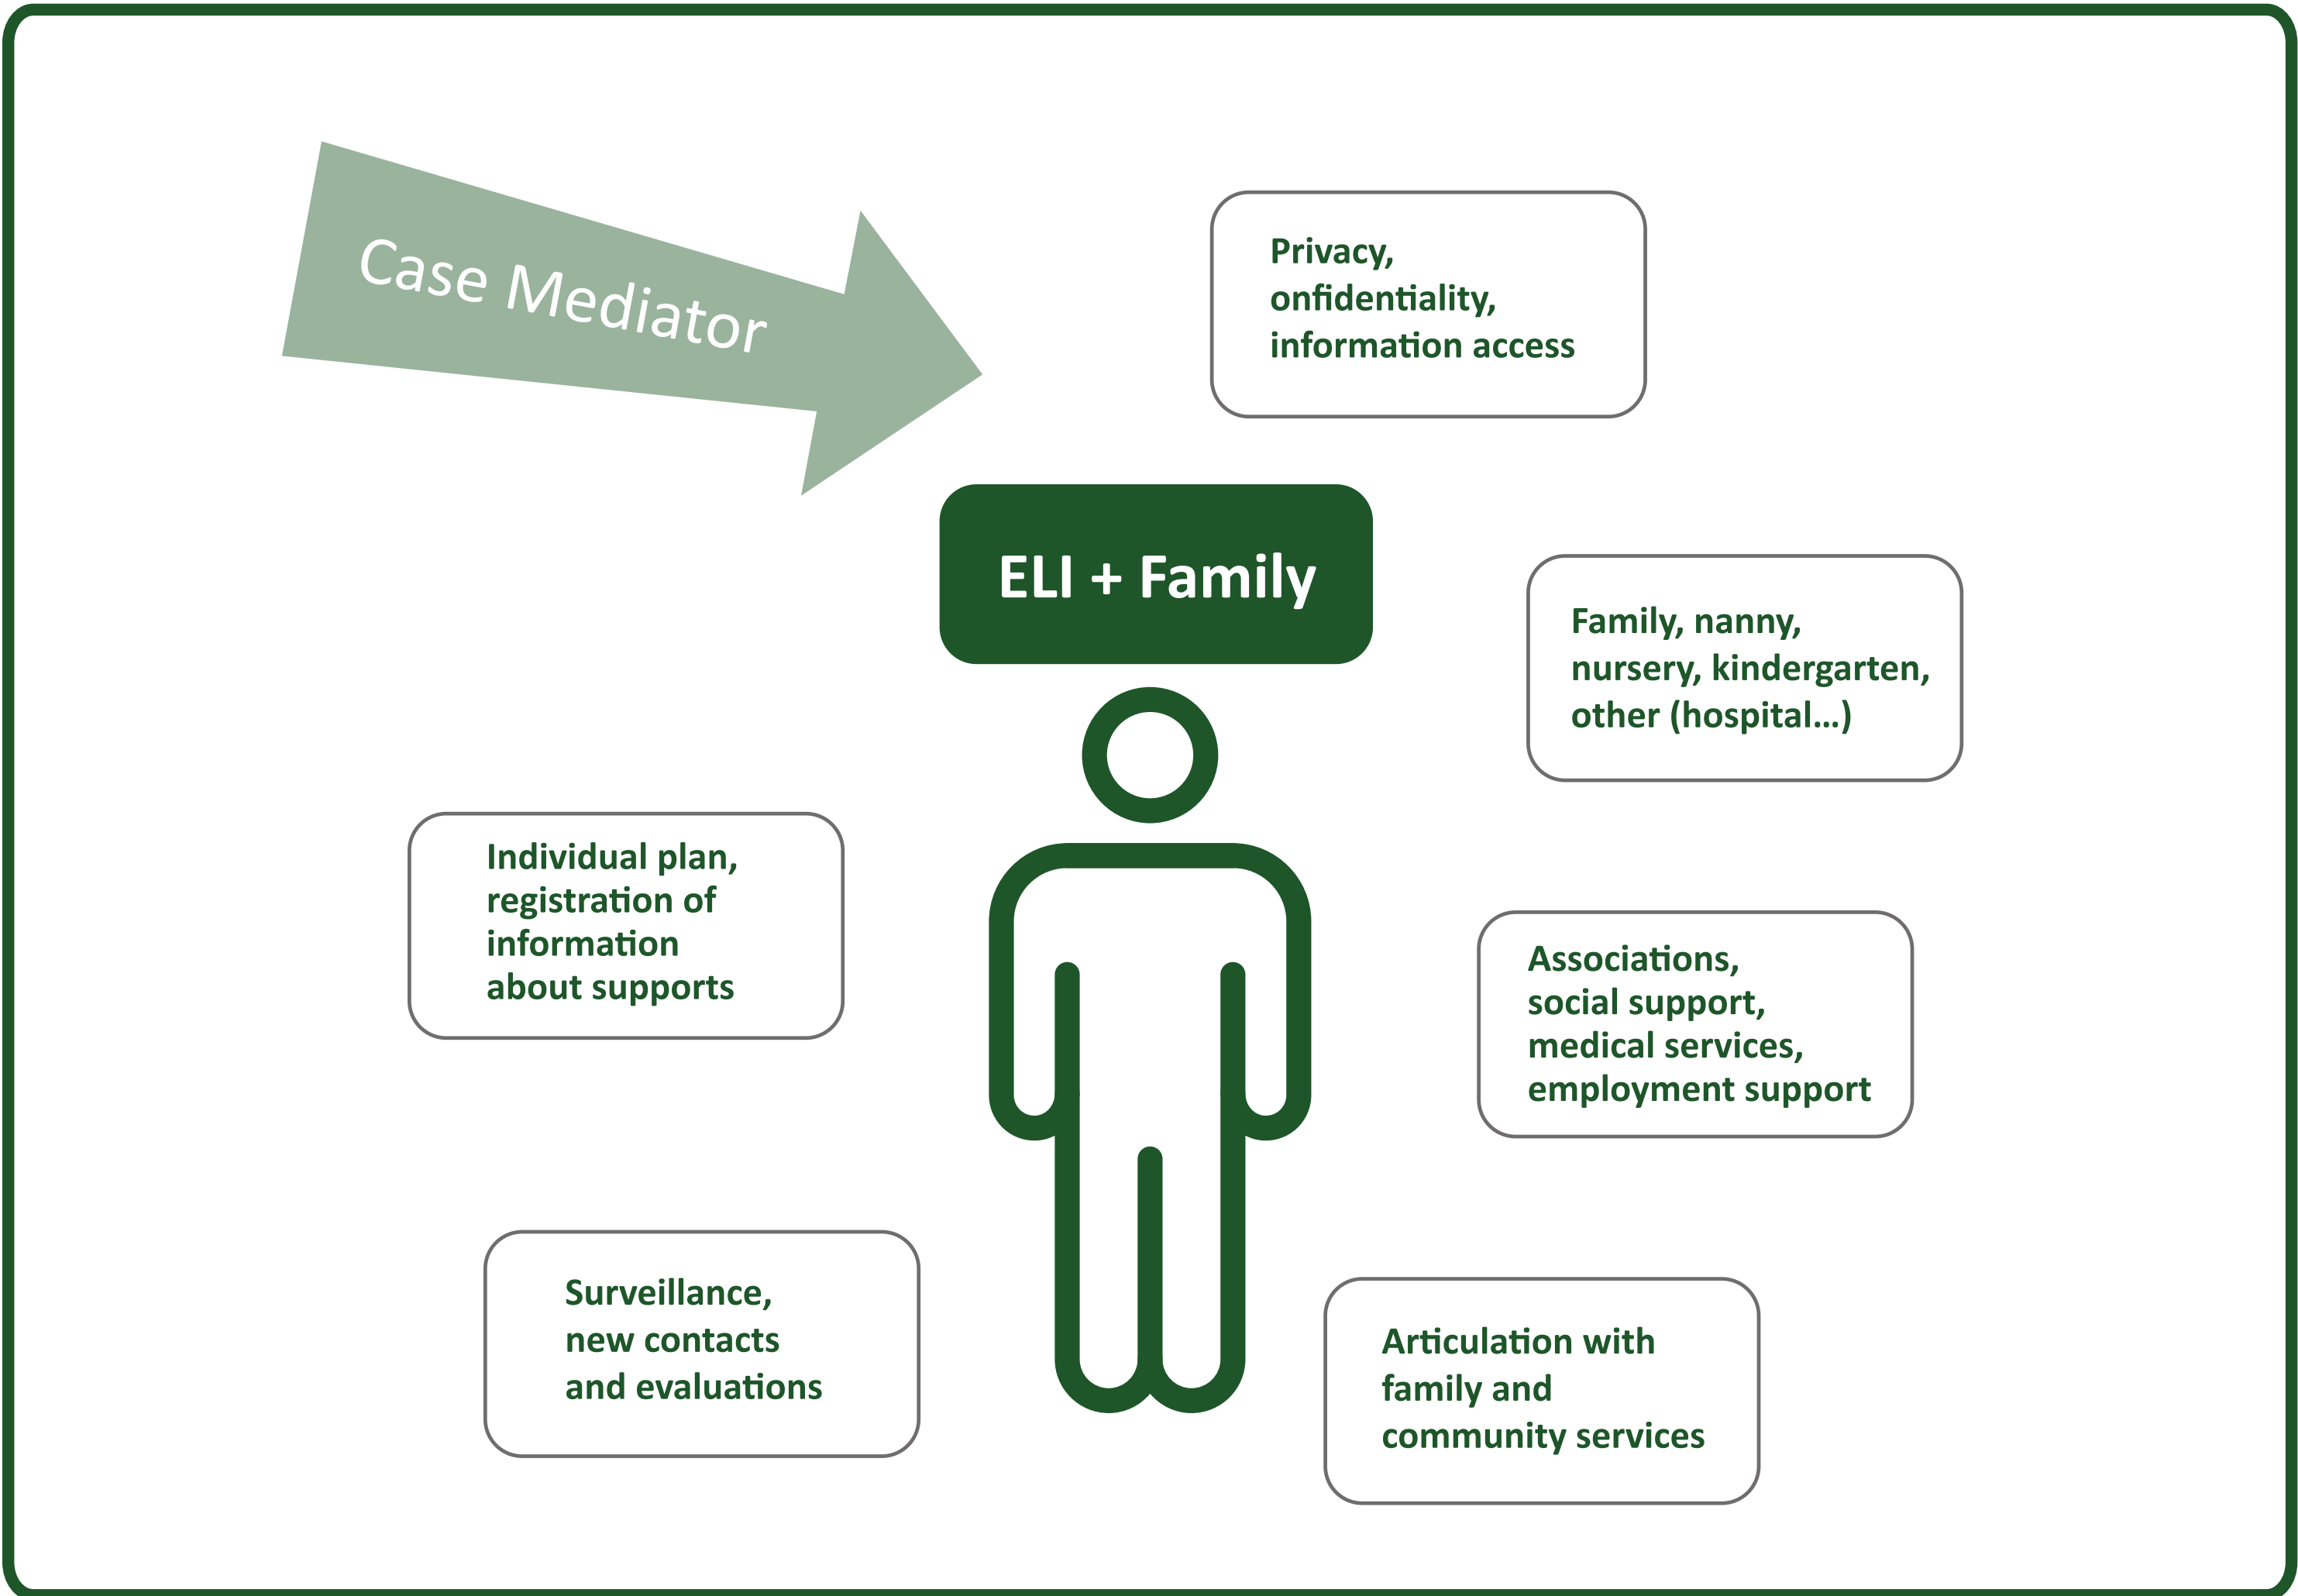 Case Mediator
Privacy,
onfidentiality,
information access
ELI + Family
Family, nanny,
nursery, kindergarten,
other (hospital...)
Individual plan,
registration of
information
about supports
Associations,
social support,
medical services,
employment support
Surveillance,
new contacts
and evaluations
Articulation with
family and
community services